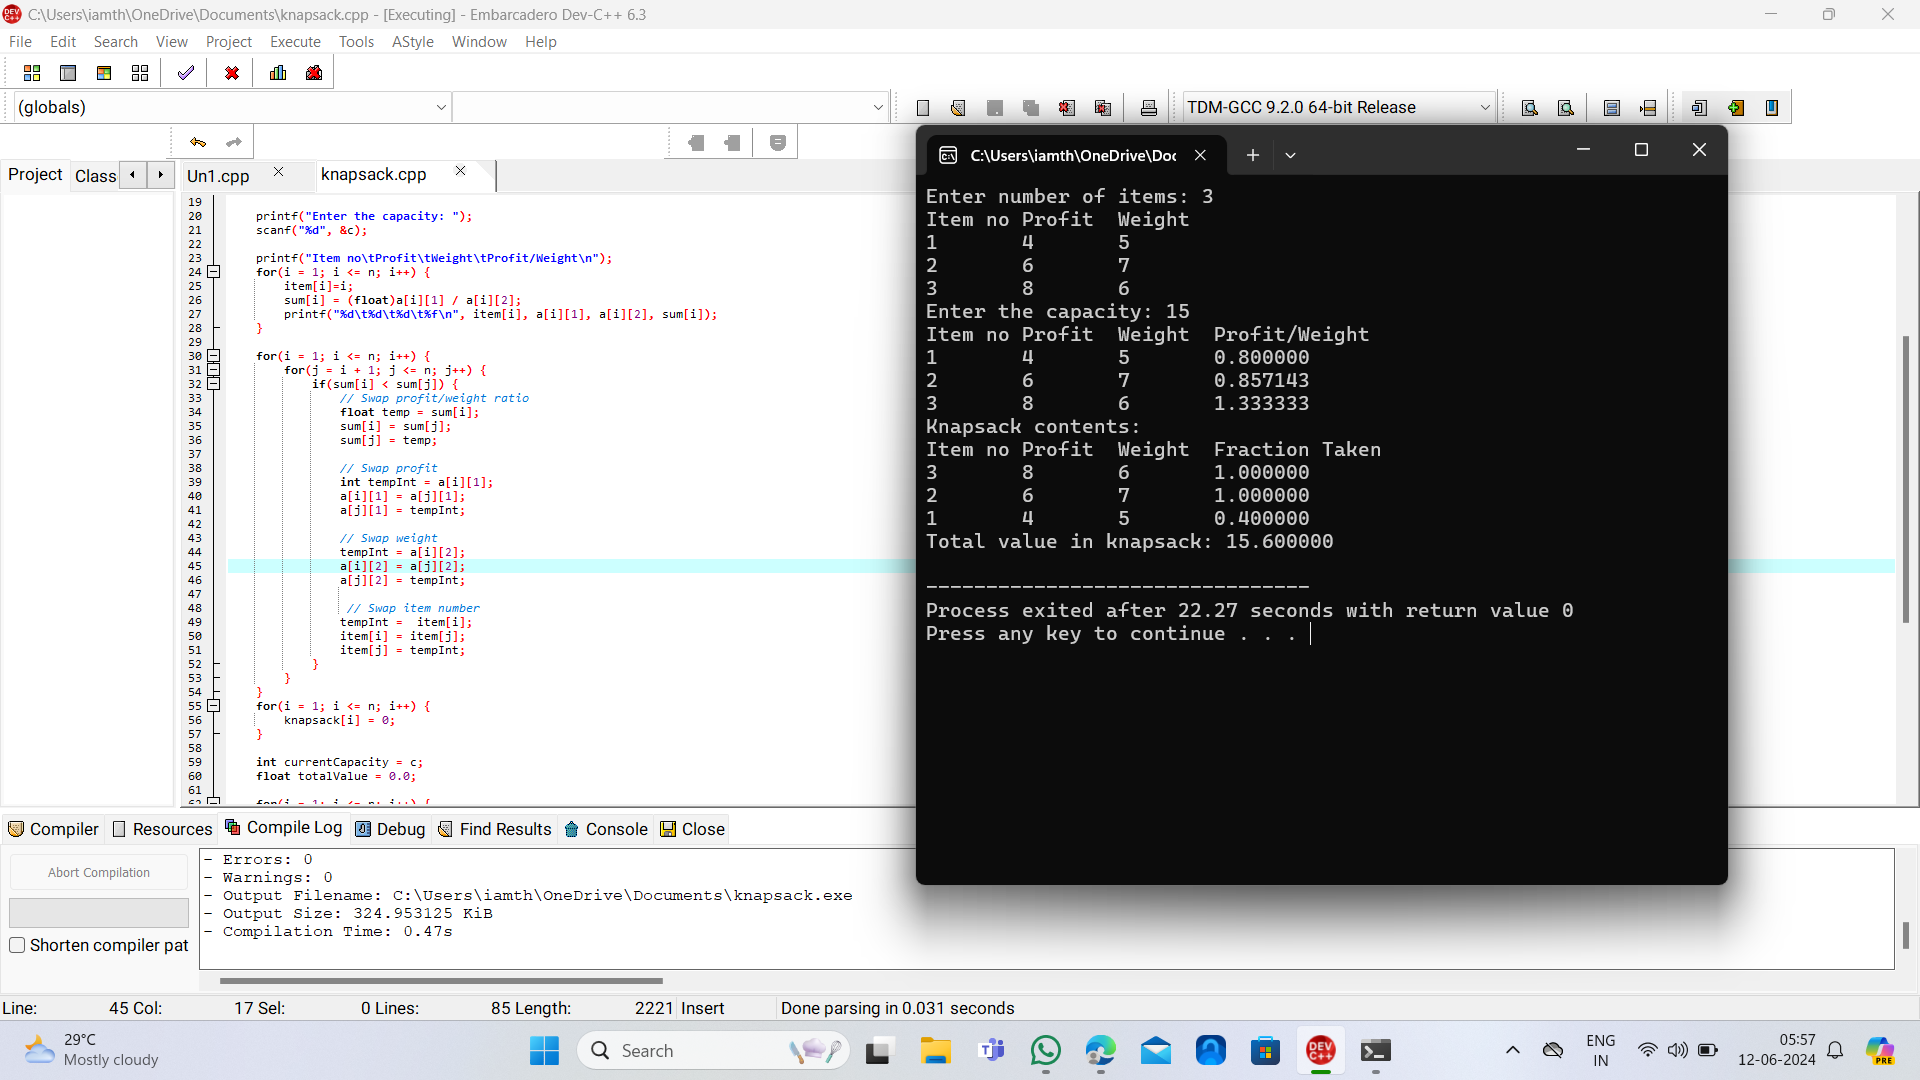 C:\Users\iamth\OneDrive\Documents\knapsack.cpp - [Executing] - Embarcadero Dev-C++ 6.3
File Edit Search View Project Execute Tools AStyle Window Help
(globals)
TDM-GCC 9.2.0 64-bit Release
Project Class Un1.cpp knapsack.cpp
19
20 printf("Enter the capacity: ");
21 scanf("%d", &c);
22
23 printf("Item no\tProfit\tWeight\tProfit/Weight\n");
24 for(i = 1; i <= n; i++) {
25 item[i]=i;
26 sum[i] = (float)a[i][1] / a[i][2];
27 printf("%d\t%d\t%d\t%f\n", item[i], a[i][1], a[i][2], sum[i]);
28 }
29
30 for(i = 1; i <= n; i++) {
31 for(j = i + 1; j <= n; j++) {
32 if(sum[i] < sum[j]) {
33 // Swap profit/weight ratio
34 float temp = sum[i];
35 sum[i] = sum[j];
36 sum[j] = temp;
37
38 // Swap profit
39 int tempInt = a[i][1];
40 a[i][1] = a[j][1];
41 a[j][1] = tempInt;
42
43 // Swap weight
44 tempInt = a[i][2];
45 a[i][2] = a[j][2];
46 a[j][2] = tempInt;
47
48 // Swap item number
49 tempInt =  item[i];
50 item[i] = item[j];
51 item[j] = tempInt;
52 }
53 }
54 }
55 for(i = 1; i <= n; i++) {
56 knapsack[i] = 0;
57 }
58
59 int currentCapacity = c;
60 float totalValue = 0.0;
61
62 for(i = 1; i <= n; i++) {
C:\Users\iamth\OneDrive\Doc
Enter number of items: 3
Item no Profit Weight
1 4 5
2 6 7
3 8 6
Enter the capacity: 15
Item no Profit Weight Profit/Weight
1 4 5 0.800000
2 6 7 0.857143
3 8 6 1.333333
Knapsack contents:
Item no Profit Weight Fraction Taken
3 8 6 1.000000
2 6 7 1.000000
1 4 5 0.400000
Total value in knapsack: 15.600000
--------------------------------
Process exited after 22.27 seconds with return value 0
Press any key to continue . . .
Compiler Resources Compile Log Debug Find Results Console Close
Abort Compilation
Shorten compiler pat
- Errors: 0
- Warnings: 0
- Output Filename: C:\Users\iamth\OneDrive\Documents\knapsack.exe
- Output Size: 324.953125 KiB
- Compilation Time: 0.47s
Line: 45 Col: 17 Sel: 0 Lines: 85 Length: 2221 Insert Done parsing in 0.031 seconds
29°C
Mostly cloudy
Search
DEV C++
ENG
IN
05:57
12-06-2024
PRE